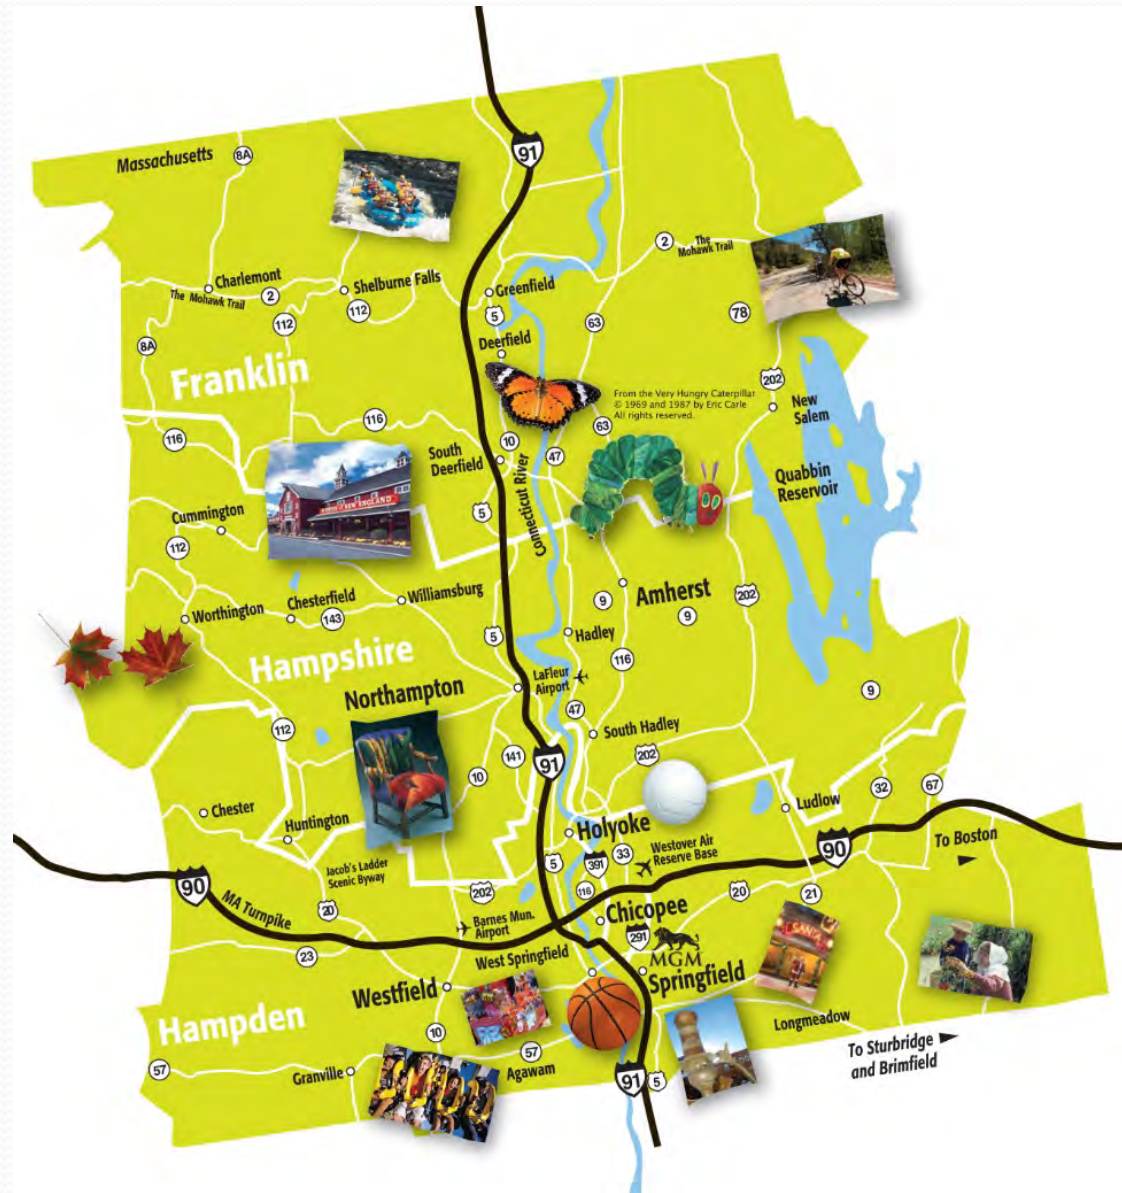 91
Massachusetts
8A
2
The
Mohawk Trail
Charlemont
Shelburne Falls
Greenfield
The Mohawk Trail
2
112
112
5
63
78
8A
Deerfield
Franklin
202
From the Very Hungry Caterpillar
© 1969 and 1987 by Eric Carle
All rights reserved.
New
Salem
116
63
116
10
47
South
Deerfield
Connecticut River
Quabbin
Reservoir
Cummington
5
112
Chesterfield
Williamsburg
Amherst
9
202
Worthington
143
9
5
Hadley
Hampshire
116
LaFleur
Airport
Northampton
9
47
112
South Hadley
141
202
91
10
32
67
Chester
Ludlow
Huntington
Holyoke
Westover Air
Reserve Base
33
90
To Boston
5
391
Jacob's Ladder
Scenic Byway
90
202
116
20
21
MA Turnpike
20
Chicopee
Barnes Mun.
Airport
291
SANTA
23
West Springfield
MGM
Springfield
Westfield
Hampden
Longmeadow
10
57
To Sturbridge
and Brimfield
57
Granville
Agawam
91
5